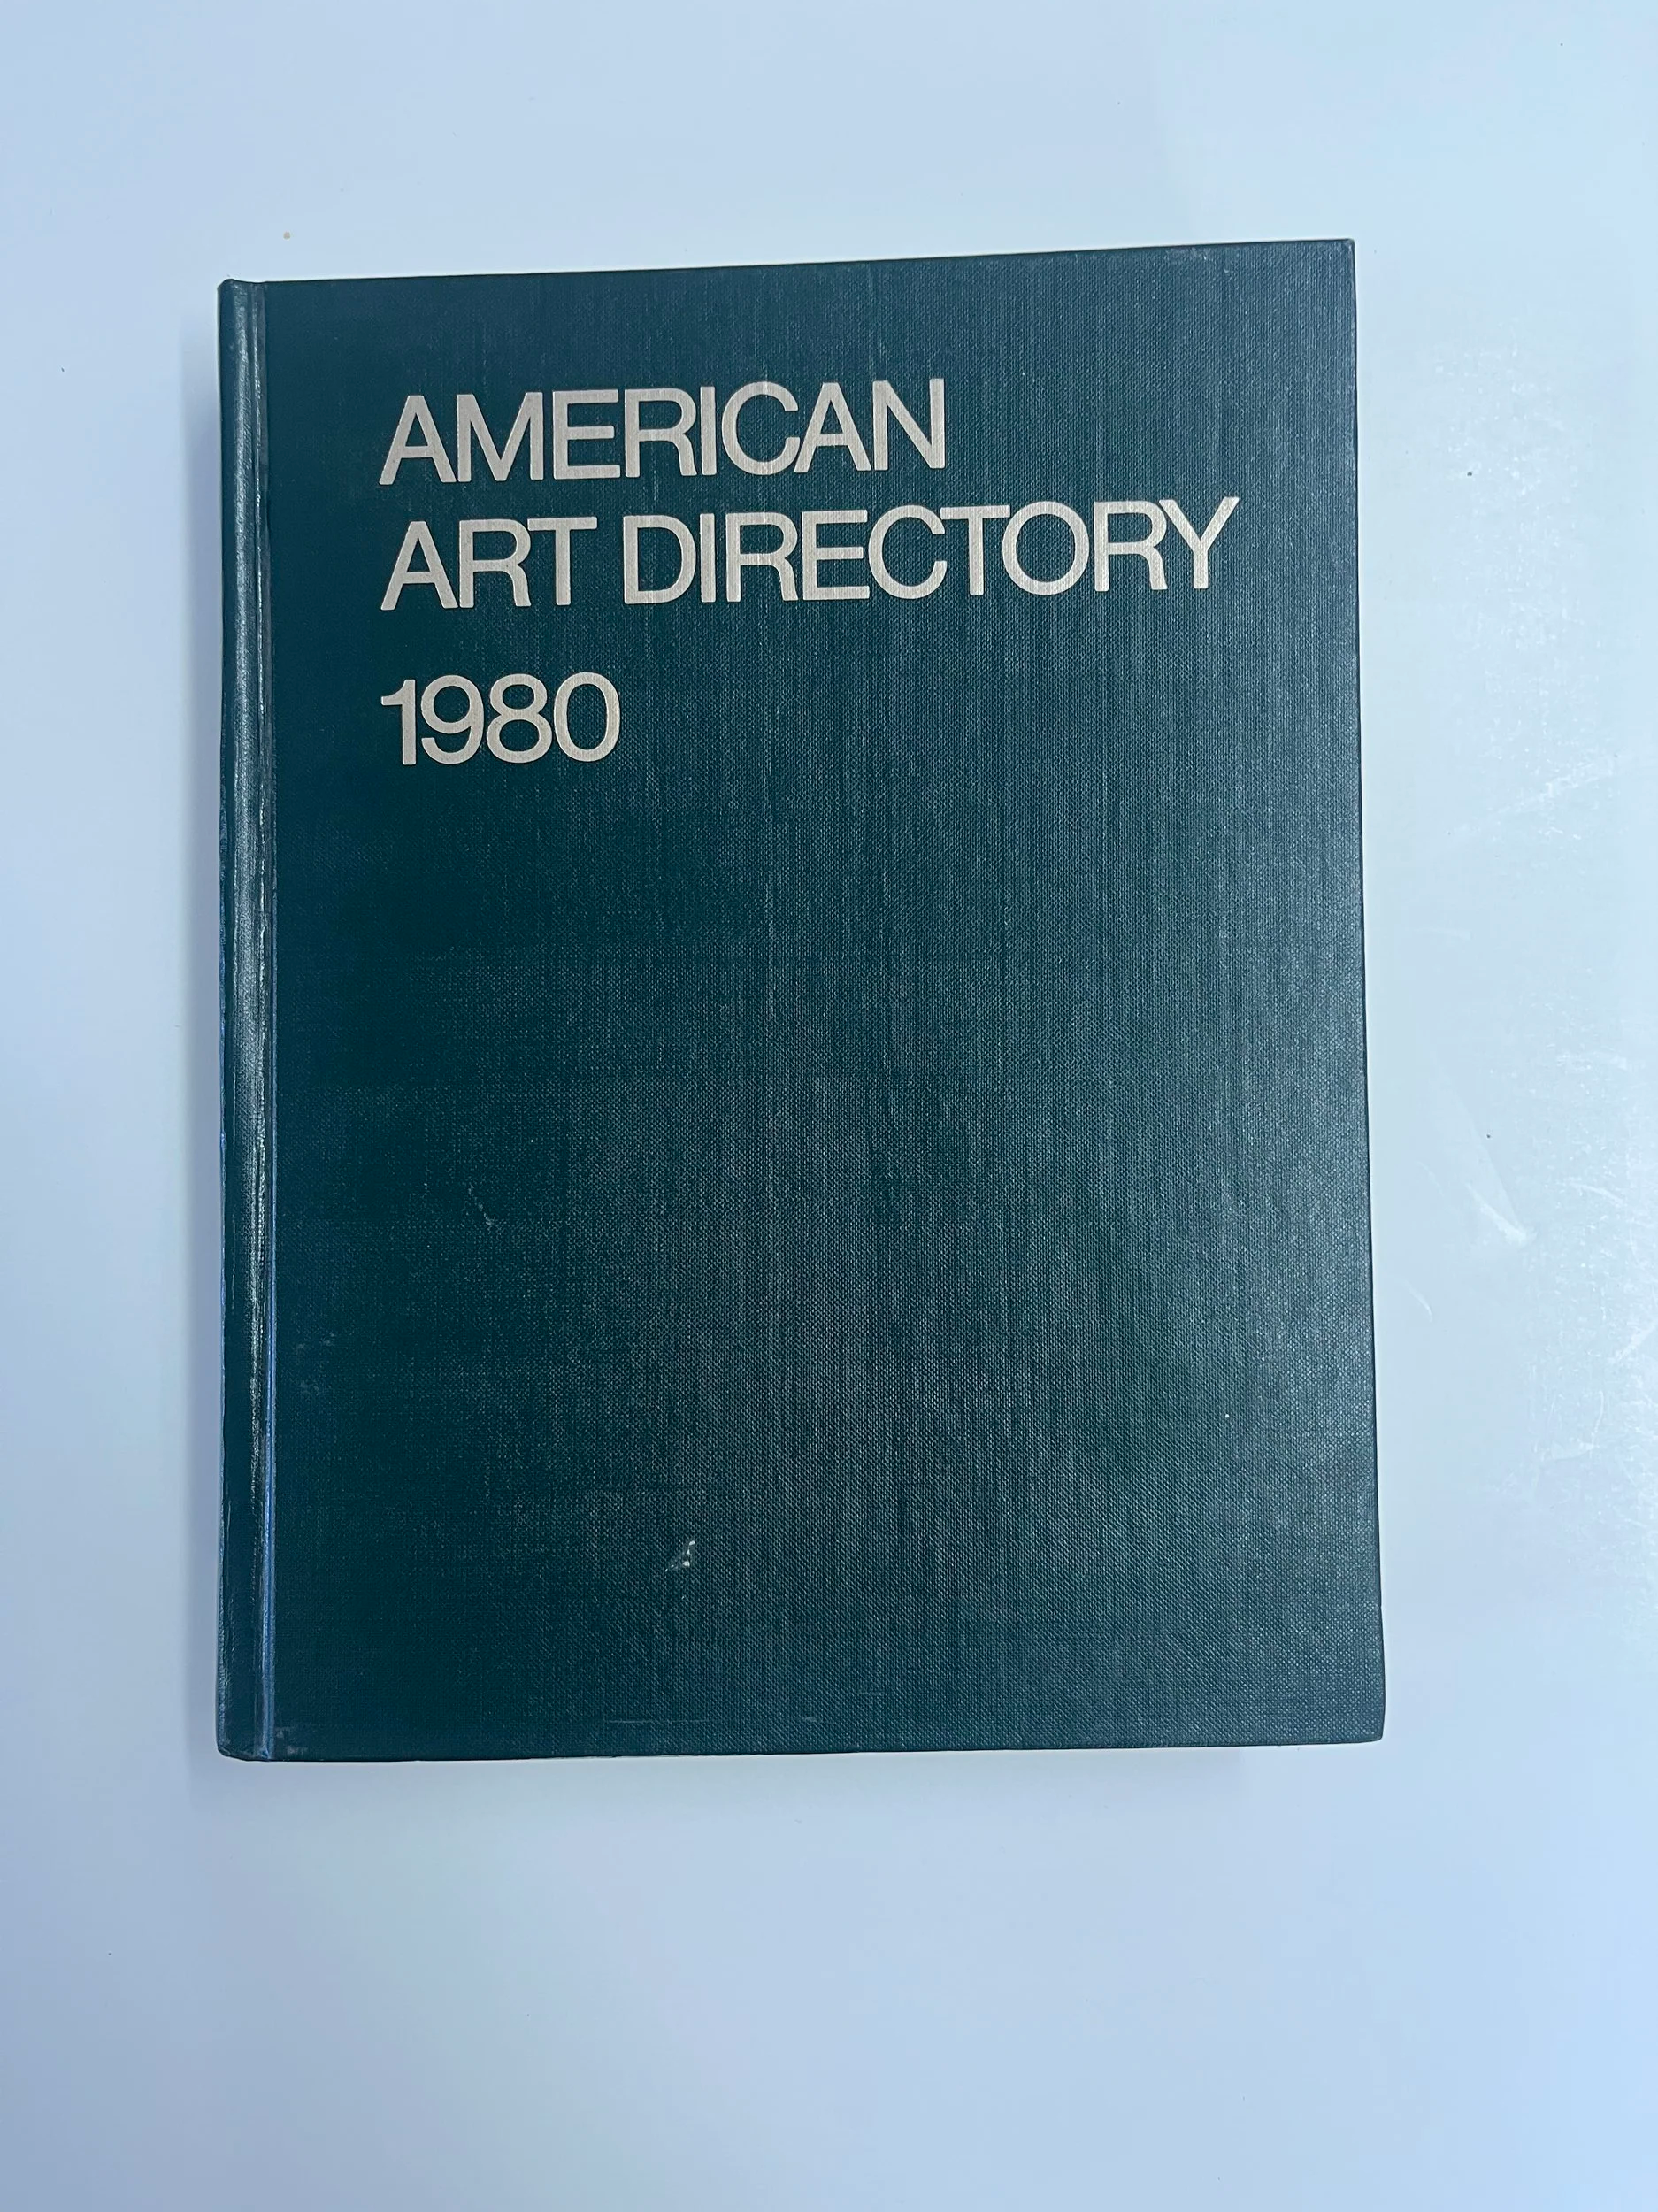 AMERICAN
ART DIRECTORY
1980